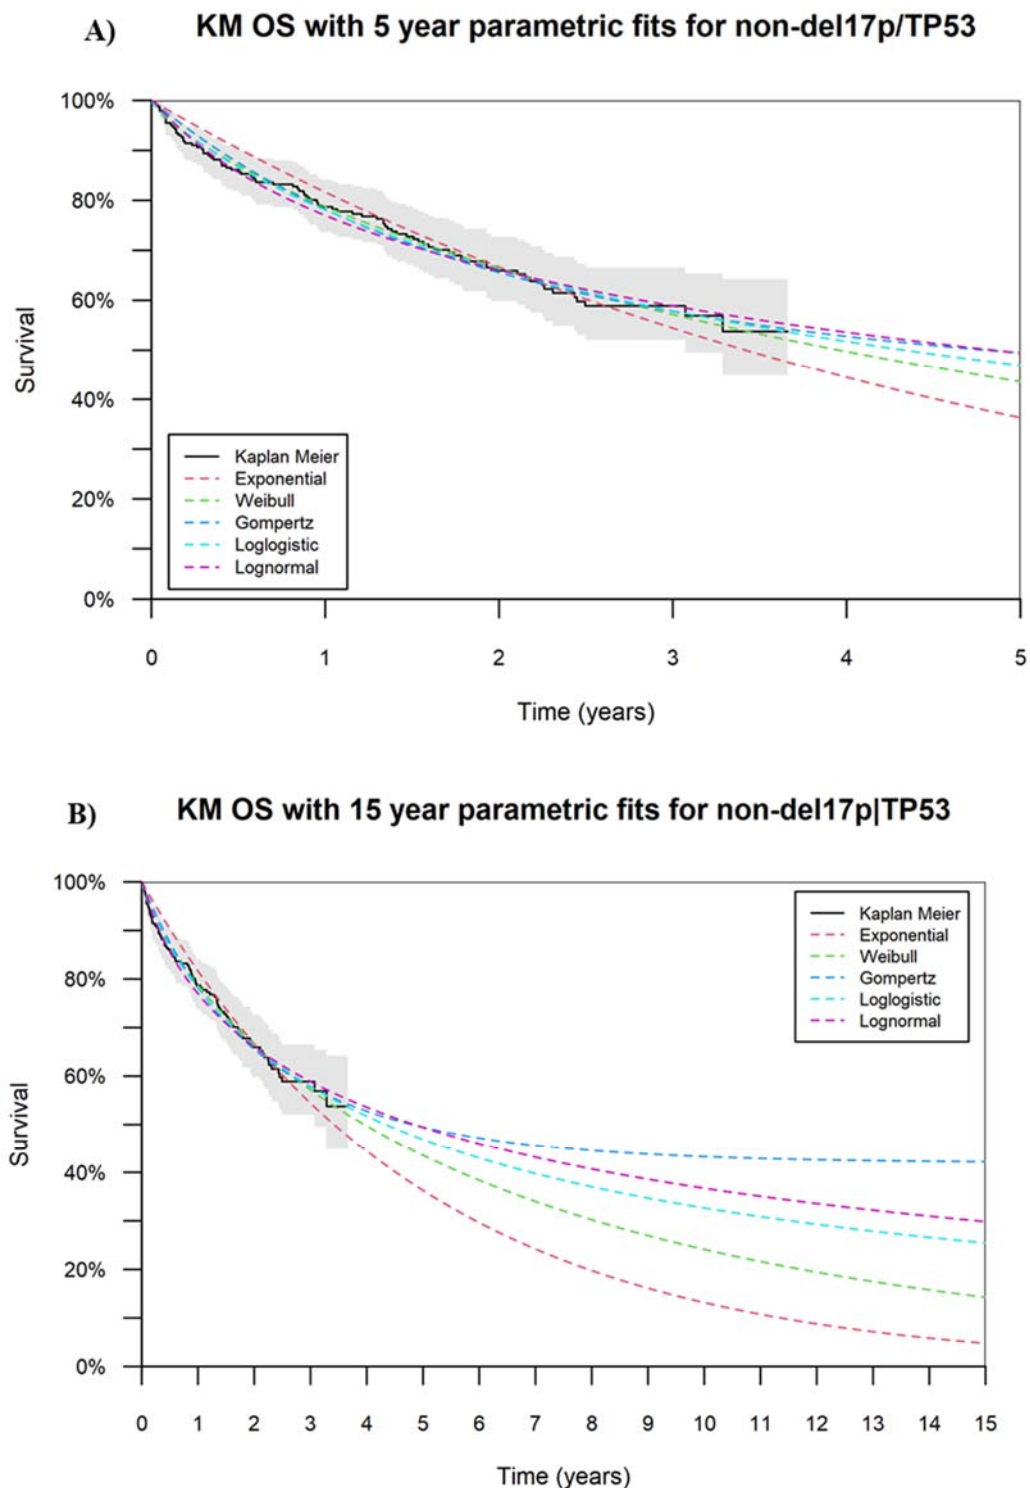 A) KM OS with 5 year parametric fits for non-del17p/TP53
100%
80%
60%
40%
20%
0%
Survival
Kaplan Meier
Exponential
Weibull
Gompertz
Loglogistic
Lognormal
0 1 2 3 4 5
Time (years)
B) KM OS with 15 year parametric fits for non-del17p|TP53
100%
80%
60%
40%
20%
0%
Survival
Kaplan Meier
Exponential
Weibull
Gompertz
Loglogistic
Lognormal
0 1 2 3 4 5 6 7 8 9 10 11 12 13 14 15
Time (years)